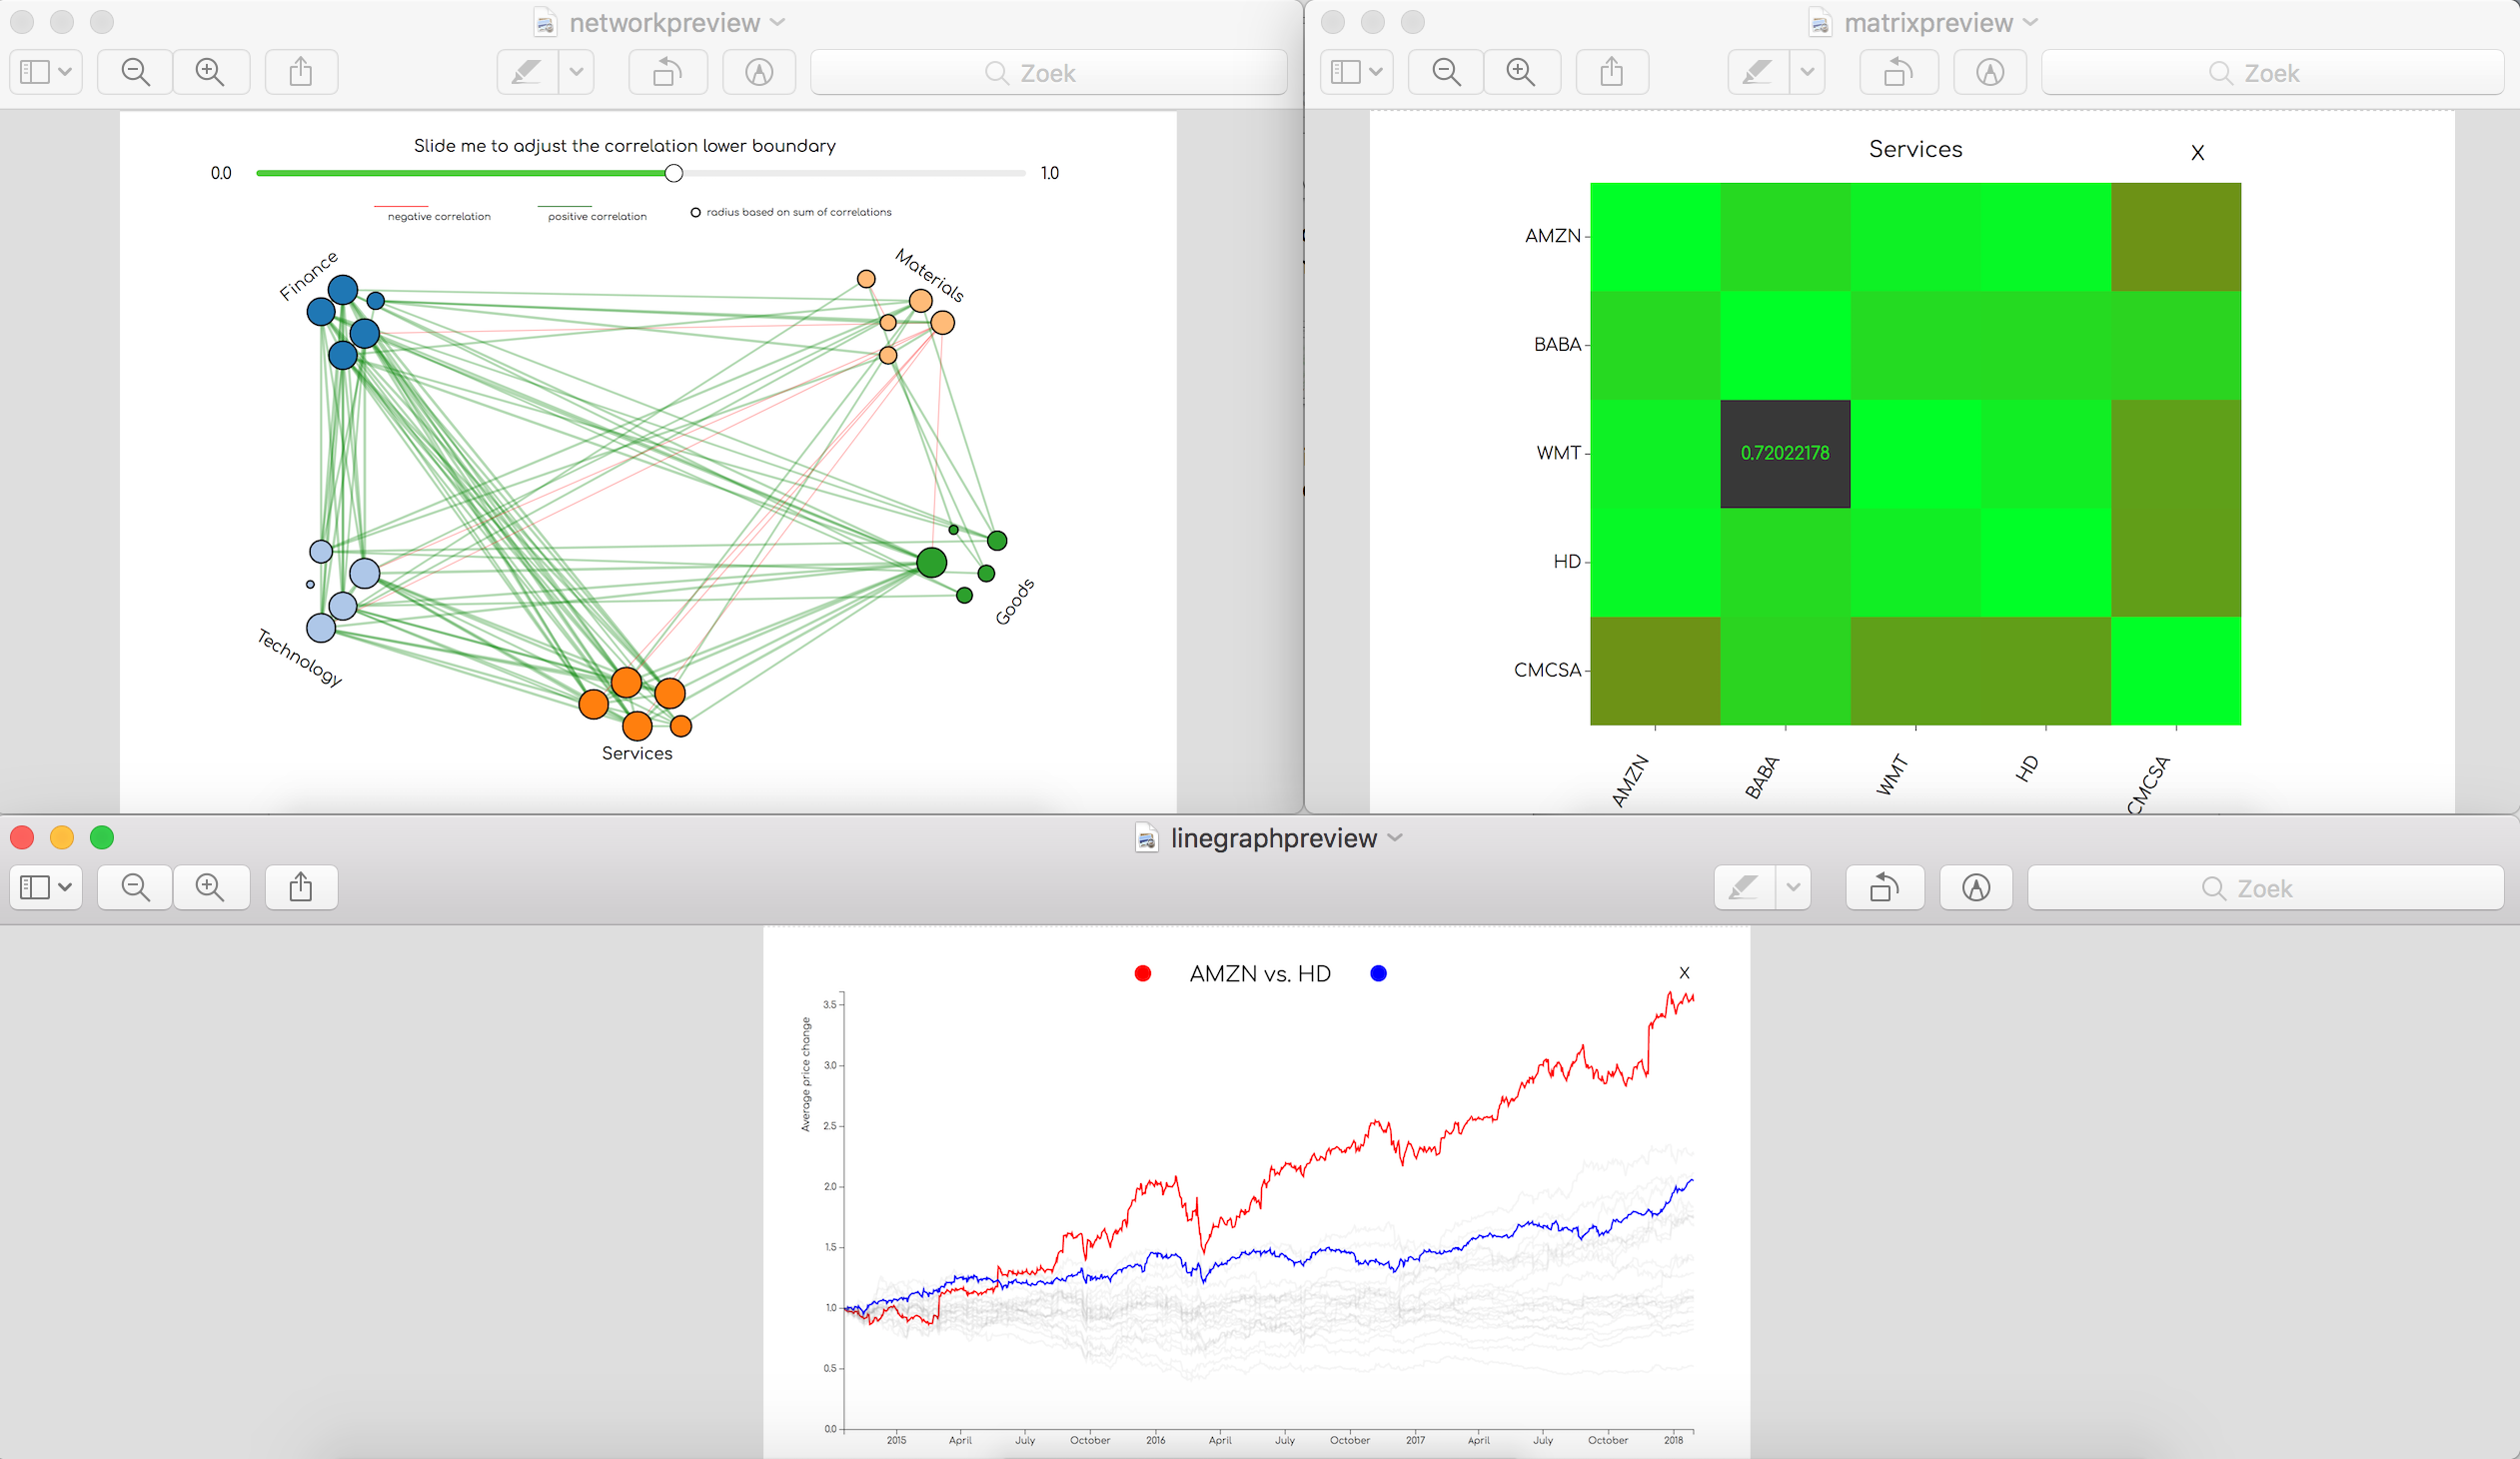 networkpreview
Zoek
Slide me to adjust the correlation lower boundary
0.0 1.0
negative correlation positive correlation radius based on sum of correlations
Finance
Materials
Goods
Technology
Services
matrixpreview
Zoek
Services X
AMZN
BABA
WMT 0.72022178
HD
CMCSA
AMZN BABA WMT HD CMCSA
linegraphpreview
Zoek
AMZN vs. HD X
Average price change
3.5
3.0
2.5
2.0
1.5
1.0
0.5
0.0
2015 April July October 2016 April July October 2017 April July October 2018